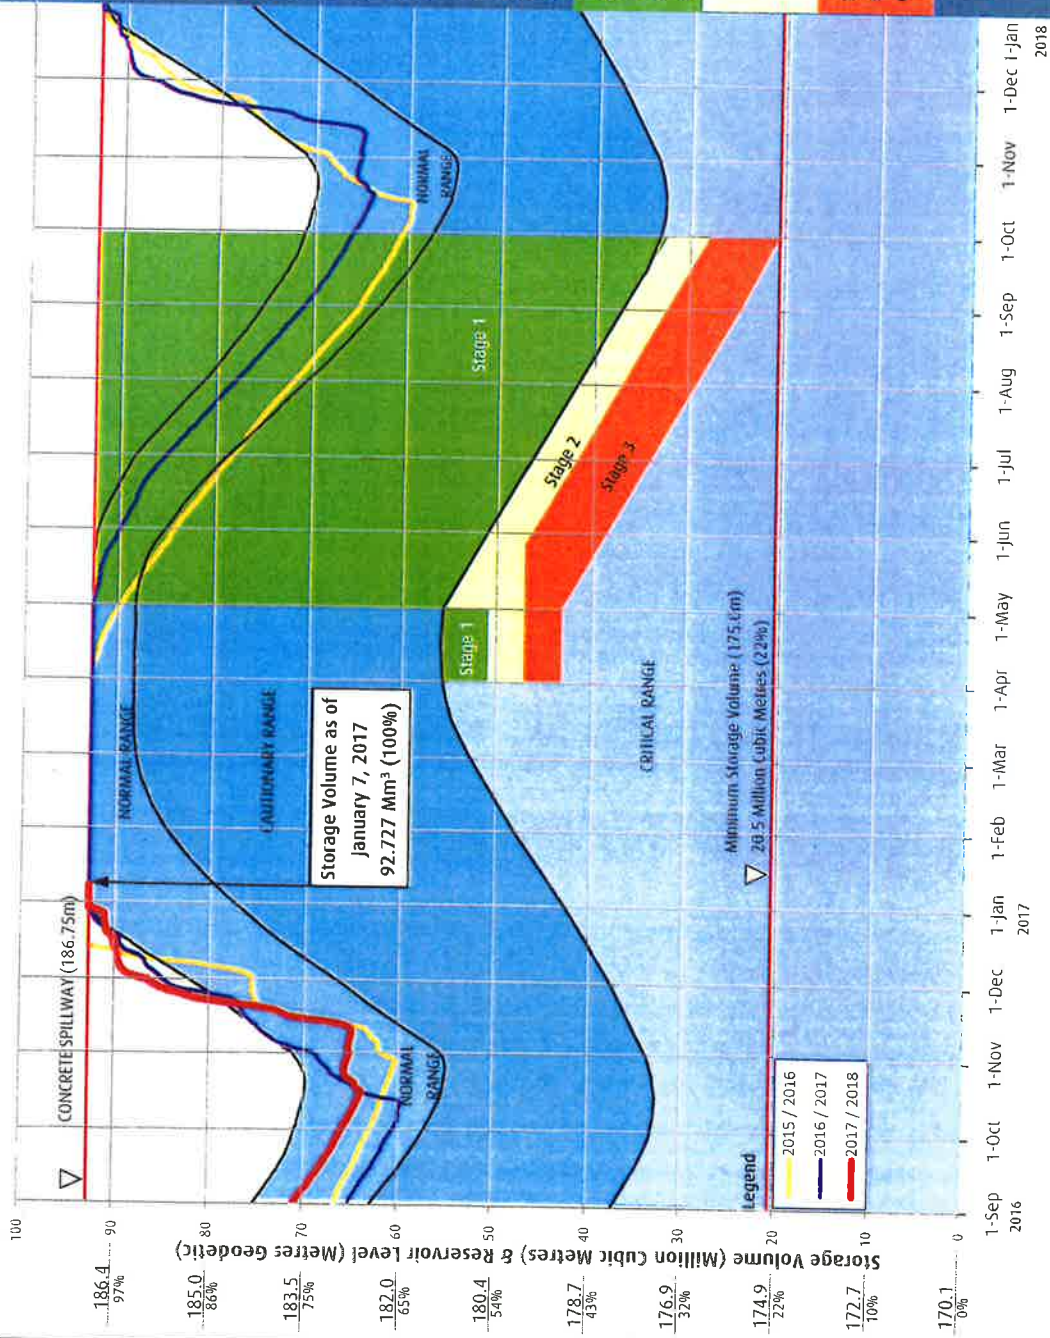 CONCRETE SPILLWAY (186.75m)
NORMAL RANGE
CAUTIONARY RANGE
Storage Volume as of
January 7, 2017
92.727 Mm³ (100%)
NORMAL
RANGE
NORMAL
RANGE
Stage 1
Stage 1
Stage 2
Stage 3
CRITICAL RANGE
Minimum Storage Volume (175.0m)
20.5 Million Cubic Metres (22%)
Legend
2015 / 2016
2016 / 2017
2017 / 2018
Storage Volume (Million Cubic Metres) & Reservoir Level (Metres Geodetic)
100
90
80
70
60
50
40
30
20
10
0
186.4
97%
185.0
86%
183.5
75%
182.0
65%
180.4
54%
178.7
43%
176.9
32%
174.9
22%
172.7
10%
170.1
0%
1-Sep
2016
1-Oct
1-Nov
1-Dec
1-Jan
2017
1-Feb
1-Mar
1-Apr
1-May
1-Jun
1-Jul
1-Aug
1-Sep
1-Oct
1-Nov
1-Dec
1-Jan
2018